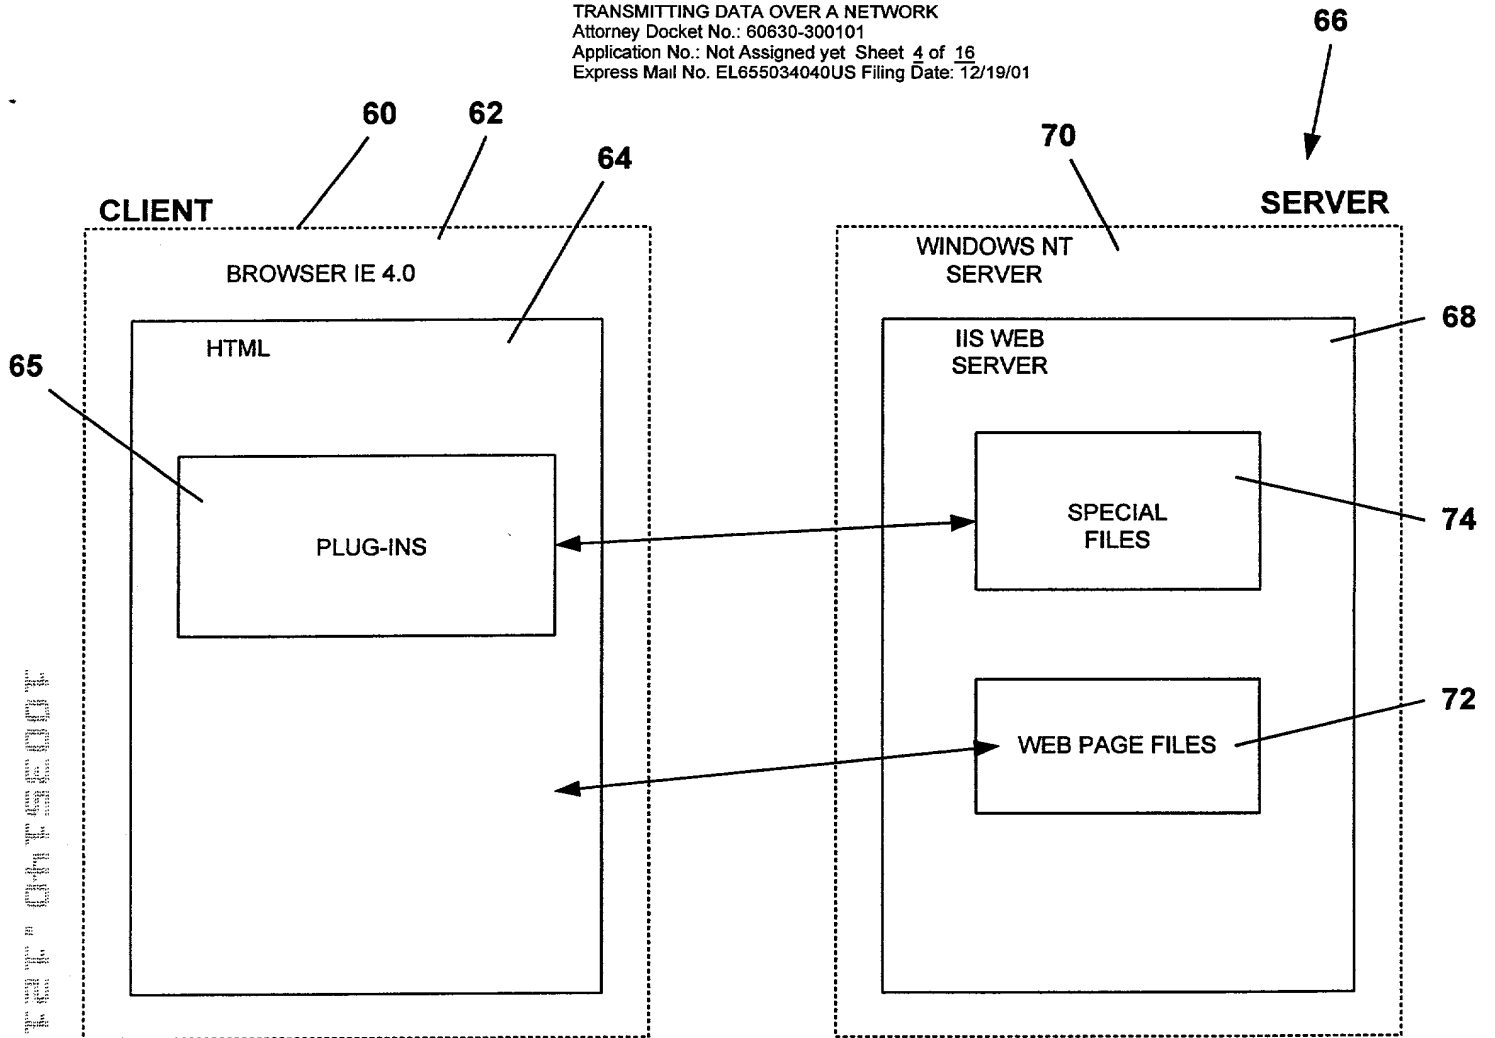 TRANSMITTING DATA OVER A NETWORK
Attorney Docket No.: 60630-300101
Application No.: Not Assigned yet Sheet 4 of 16
Express Mail No. EL655034040US Filing Date: 12/19/01
66
60
62
64
70
CLIENT
SERVER
BROWSER IE 4.0
WINDOWS NT
SERVER
HTML
IIS WEB
SERVER
68
65
PLUG-INS
SPECIAL
FILES
74
WEB PAGE FILES
72